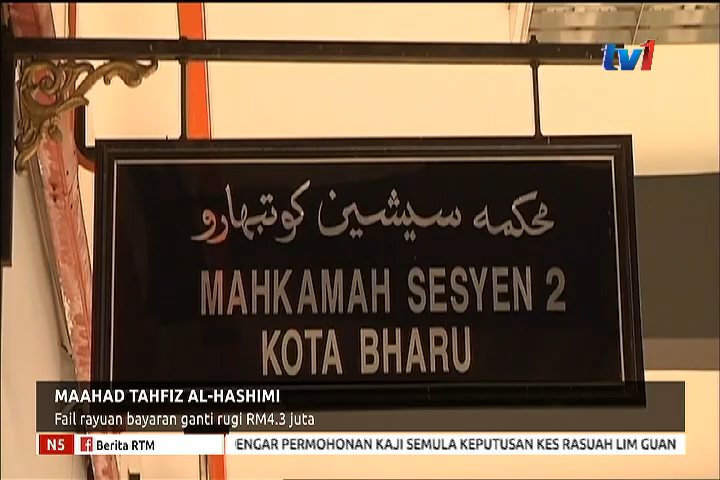 tv1
محكمه سيشين كوتبهارو
MAHKAMAH SESYEN 2
KOTA BHARU
MAAHAD TAHFIZ AL-HASHIMI
Fail rayuan bayaran ganti rugi RM4.3 juta
N5 f Berita RTM ENGAR PERMOHONAN KAJI SEMULA KEPUTUSAN KES RASUAH LIM GUAN